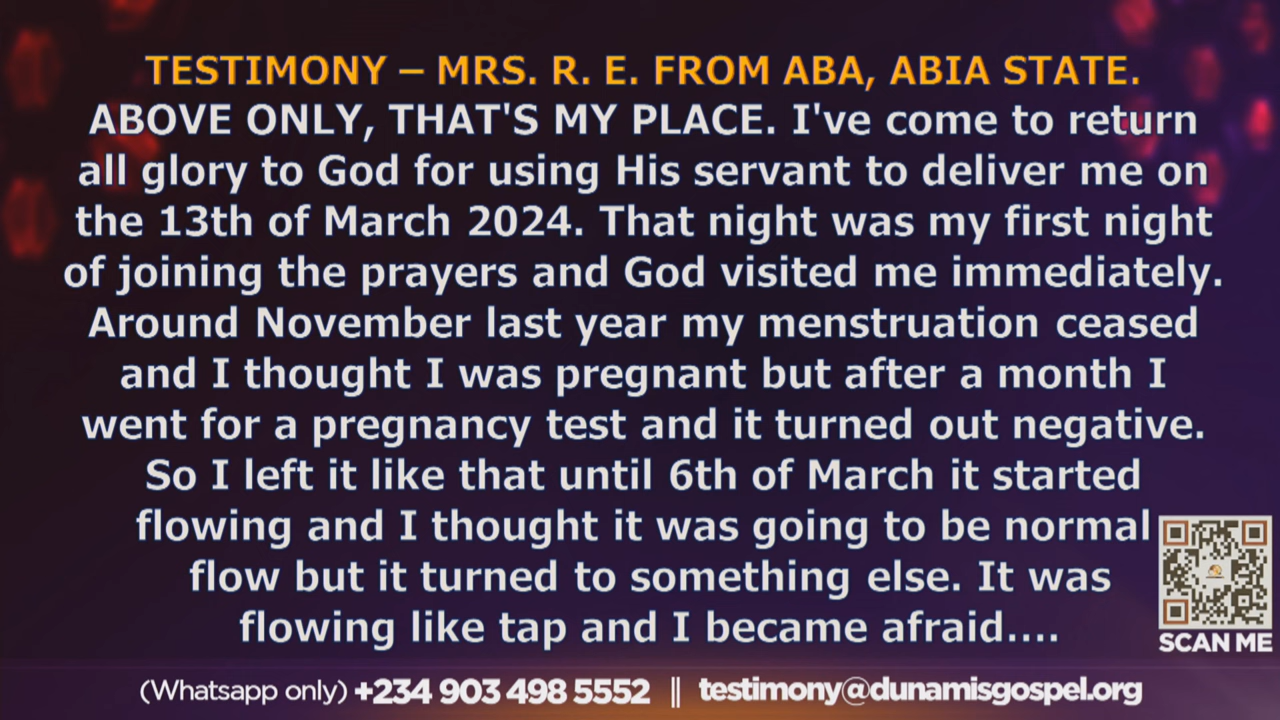 TESTIMONY – MRS. R. E. FROM ABA, ABIA STATE.
ABOVE ONLY, THAT'S MY PLACE. I've come to return
all glory to God for using His servant to deliver me on
the 13th of March 2024. That night was my first night
of joining the prayers and God visited me immediately.
Around November last year my menstruation ceased
and I thought I was pregnant but after a month I
went for a pregnancy test and it turned out negative.
So I left it like that until 6th of March it started
flowing and I thought it was going to be normal
flow but it turned to something else. It was
flowing like tap and I became afraid....
SCAN ME
(Whatsapp only) +234 903 498 5552 || testimony@dunamisgospel.org